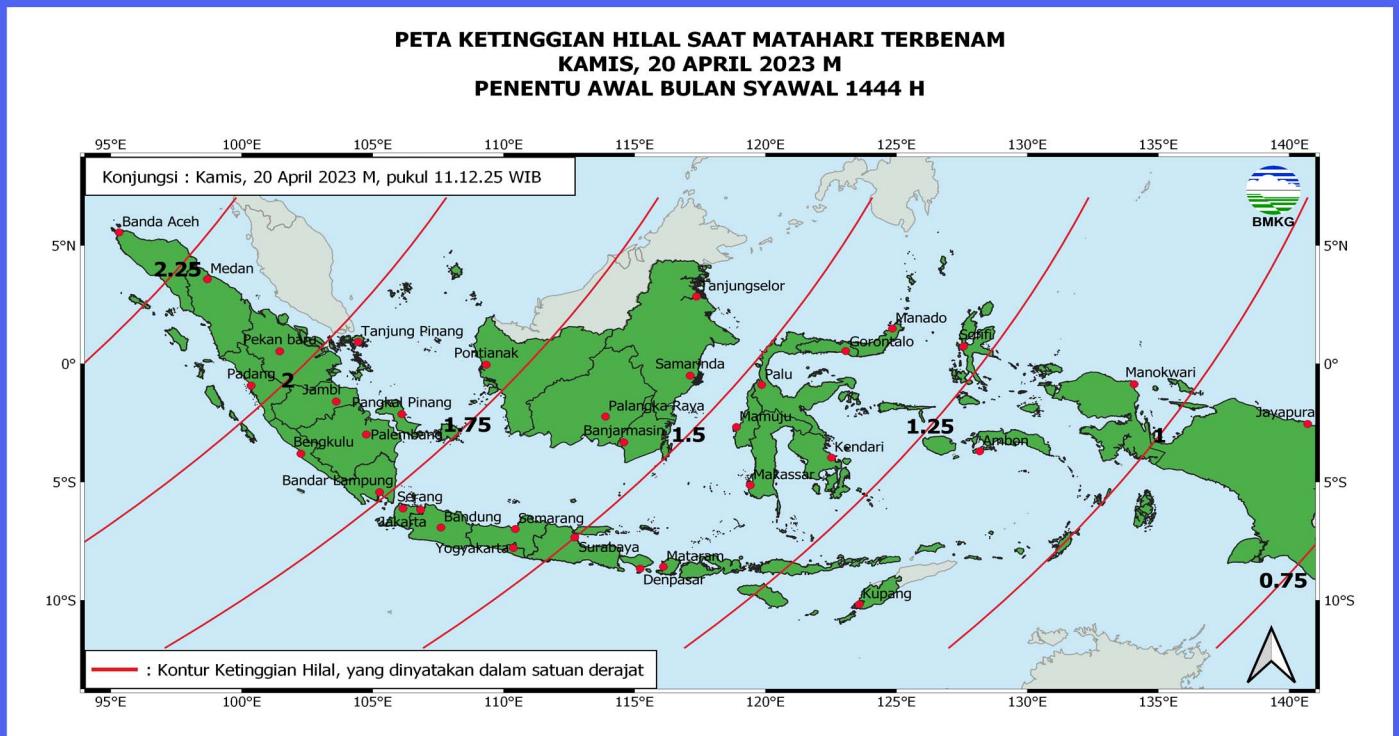 PETA KETINGGIAN HILAL SAAT MATAHARI TERBENAM
KAMIS, 20 APRIL 2023 M
PENENTU AWAL BULAN SYAWAL 1444 H
95°E 100°E 105°E 110°E 115°E 120°E 125°E 130°E 135°E 140°E
Konjungsi : Kamis, 20 April 2023 M, pukul 11.12.25 WIB
BMKG
Banda Aceh
5°N 5°N
2.25 Medan
Tanjungselor
Manado
Tanjung Pinang
Sofifi
Pekan baru
Gorontalo
Pontianak
0° 0°
Samarinda
Padang
2
Palu
Manokwari
Jambi
Pangkal Pinang
Palangka Raya
Mamuju
Jayapura
1.75
1.25
Banjarmasin
1.5
Palembang
1
Bengkulu
Ambon
Kendari
Makassar
Bandar Lampung
5°S 5°S
Serang
Jakarta
Bandung
Semarang
Yogyakarta
Surabaya
Mataram
Denpasar
0.75
Kupang
10°S 10°S
: Kontur Ketinggian Hilal, yang dinyatakan dalam satuan derajat
95°E 100°E 105°E 110°E 115°E 120°E 125°E 130°E 135°E 140°E